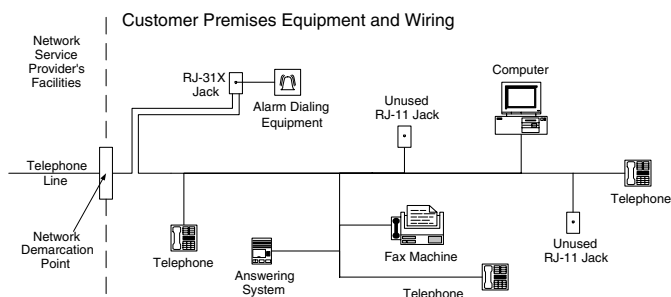 Customer Premises Equipment and Wiring
Network
Service
Provider's
Facilities
RJ-31X
Jack
Alarm Dialing
Equipment
Unused
RJ-11 Jack
Computer
Telephone
Line
Network
Demarcation
Point
Telephone
Answering
System
Fax Machine
Telephone
Unused
RJ-11 Jack
Telephone